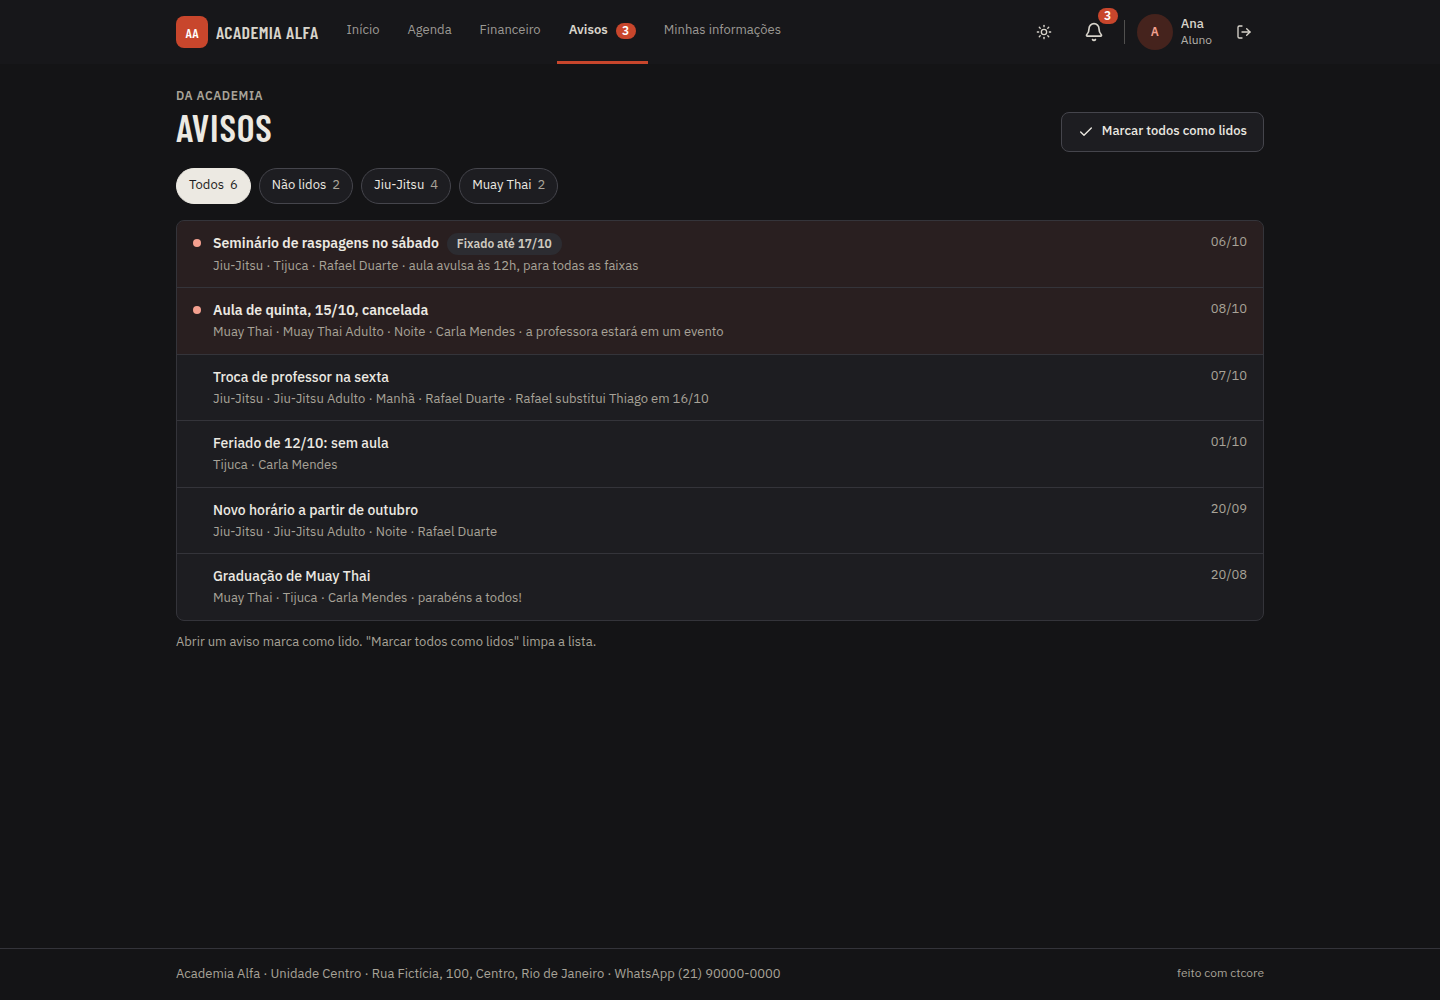 AA ACADEMIA ALFA Início Agenda Financeiro Avisos 3 Minhas informações 3 A Ana
Aluno
DA ACADEMIA
AVISOS
Marcar todos como lidos
Todos 6 Não lidos 2 Jiu-Jitsu 4 Muay Thai 2
Seminário de raspagens no sábado Fixado até 17/10 06/10
Jiu-Jitsu · Tijuca · Rafael Duarte · aula avulsa às 12h, para todas as faixas
Aula de quinta, 15/10, cancelada 08/10
Muay Thai · Muay Thai Adulto · Noite · Carla Mendes · a professora estará em um evento
Troca de professor na sexta 07/10
Jiu-Jitsu · Jiu-Jitsu Adulto · Manhã · Rafael Duarte · Rafael substitui Thiago em 16/10
Feriado de 12/10: sem aula 01/10
Tijuca · Carla Mendes
Novo horário a partir de outubro 20/09
Jiu-Jitsu · Jiu-Jitsu Adulto · Noite · Rafael Duarte
Graduação de Muay Thai 20/08
Muay Thai · Tijuca · Carla Mendes · parabéns a todos!
Abrir um aviso marca como lido. "Marcar todos como lidos" limpa a lista.
Academia Alfa · Unidade Centro · Rua Fictícia, 100, Centro, Rio de Janeiro · WhatsApp (21) 90000-0000 feito com ctcore